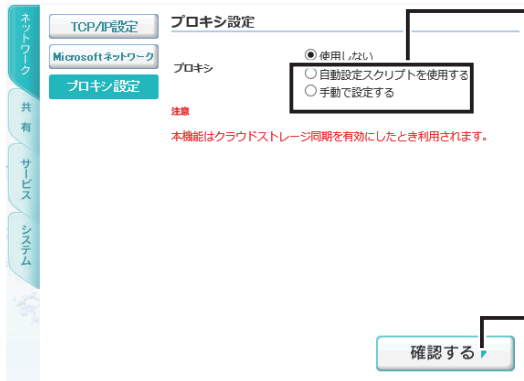 ネットワーク
共有
サービス
システム
TCP/IP設定
Microsoftネットワーク
プロキシ設定
プロキシ設定
プロキシ
使用しない
自動設定スクリプトを使用する
手動で設定する
注意
本機能はクラウドストレージ同期を有効にしたとき利用されます。
確認する